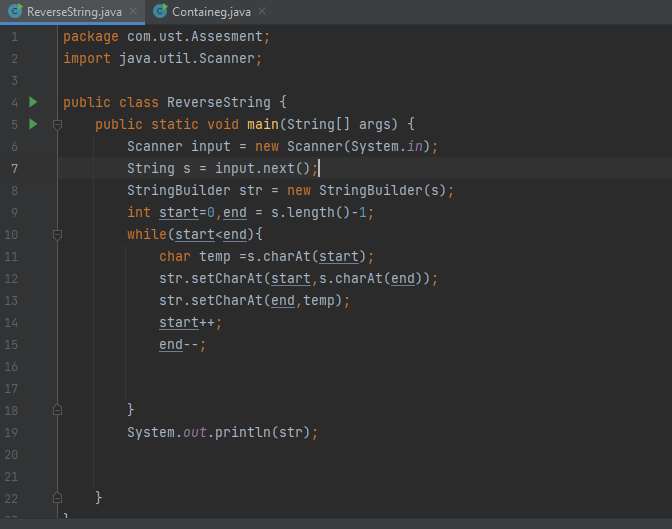 ReverseString.java × Containeg.java ×
1 package com.ust.Assesment;
2 import java.util.Scanner;
3
4 public class ReverseString {
5 public static void main(String[] args) {
6 Scanner input = new Scanner(System.in);
7 String s = input.next();
8 StringBuilder str = new StringBuilder(s);
9 int start=0,end = s.length()-1;
10 while(start<end){
11 char temp =s.charAt(start);
12 str.setCharAt(start,s.charAt(end));
13 str.setCharAt(end,temp);
14 start++;
15 end--;
16
17
18 }
19 System.out.println(str);
20
21
22 }